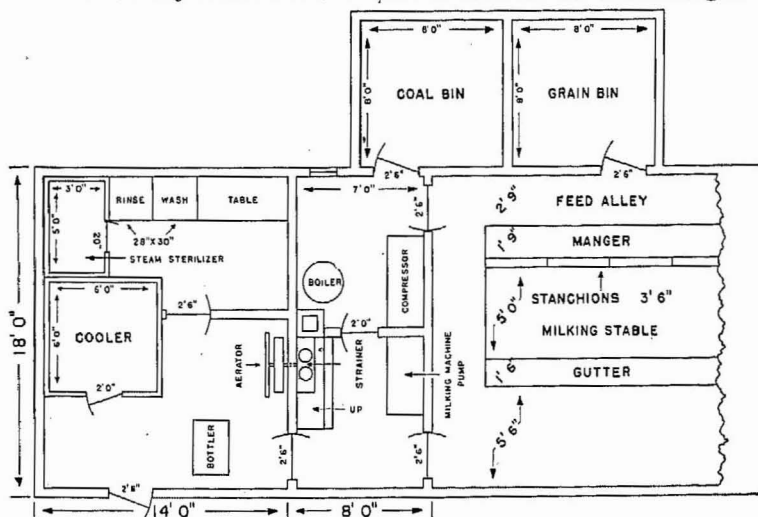 6'0"
8'0"
8'0"
COAL BIN
8'0"
GRAIN BIN
2'6"
2'6"
3'0"
RINSE
WASH
TABLE
7'0"
2'6"
2'9"
FEED ALLEY
5'0"
20"
28"X30"
STEAM STERILIZER
1'9"
MANGER
BOILER
COMPRESSOR
STANCHIONS 3'6"
5'0"
MILKING STABLE
18'0"
6'0"
6'0"
COOLER
2'6"
2'0"
2'0"
AERATOR
STRAINER
MILKING MACHINE
PUMP
1'6"
GUTTER
UP
5'6"
BOTTLER
2'6"
2'6"
2'6"
14'0"
8'0"